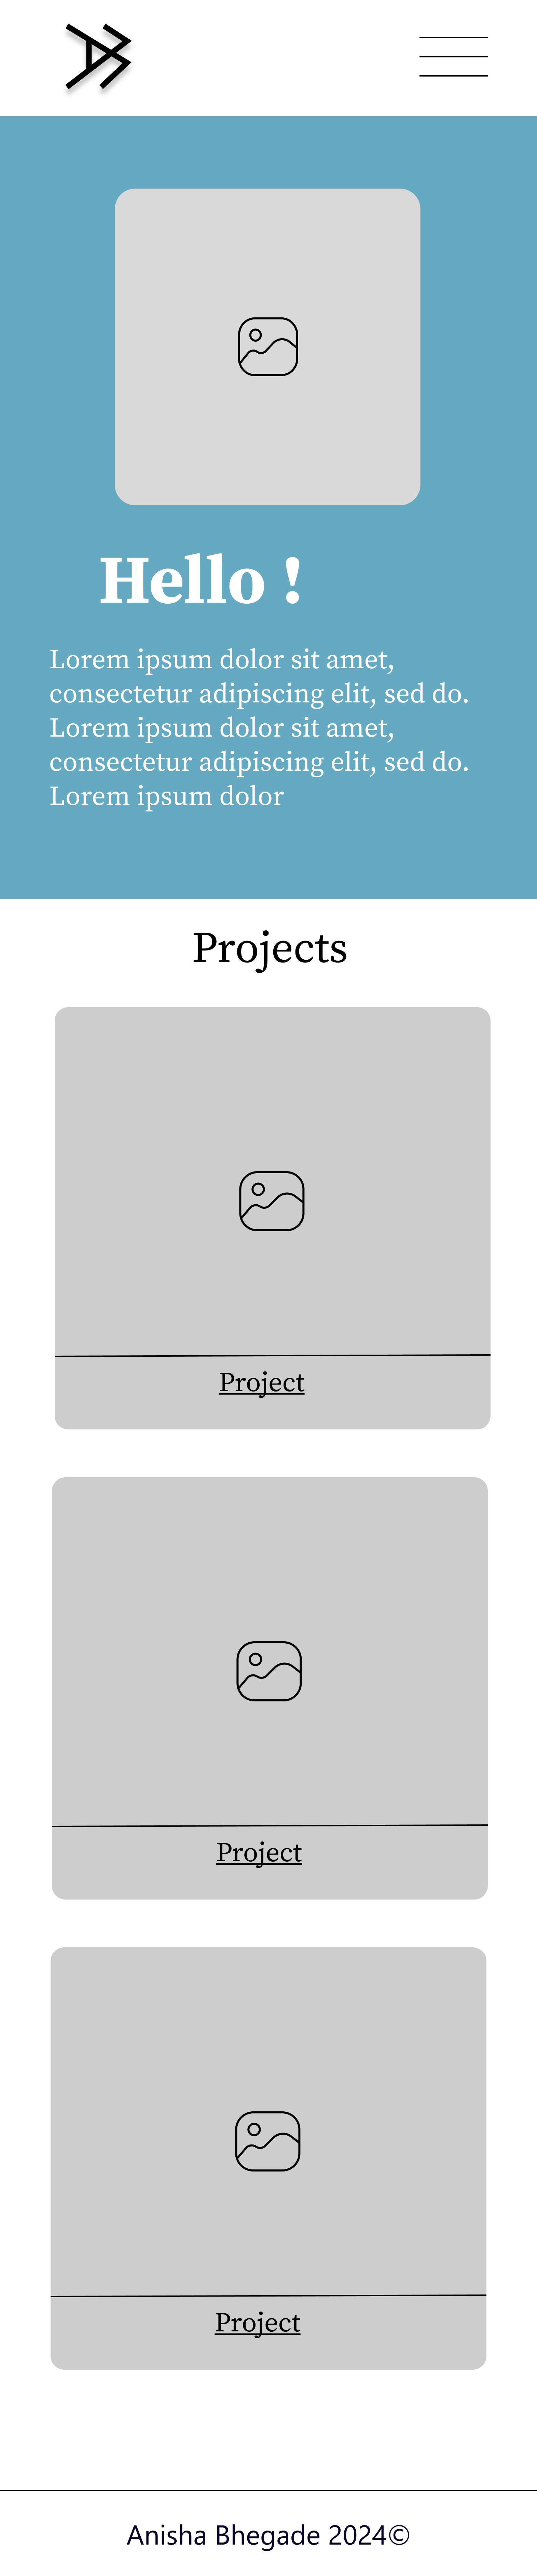 Hello !
Lorem ipsum dolor sit amet,
consectetur adipiscing elit, sed do.
Lorem ipsum dolor sit amet,
consectetur adipiscing elit, sed do.
Lorem ipsum dolor
Projects
Project
Project
Project
Anisha Bhegade 2024©